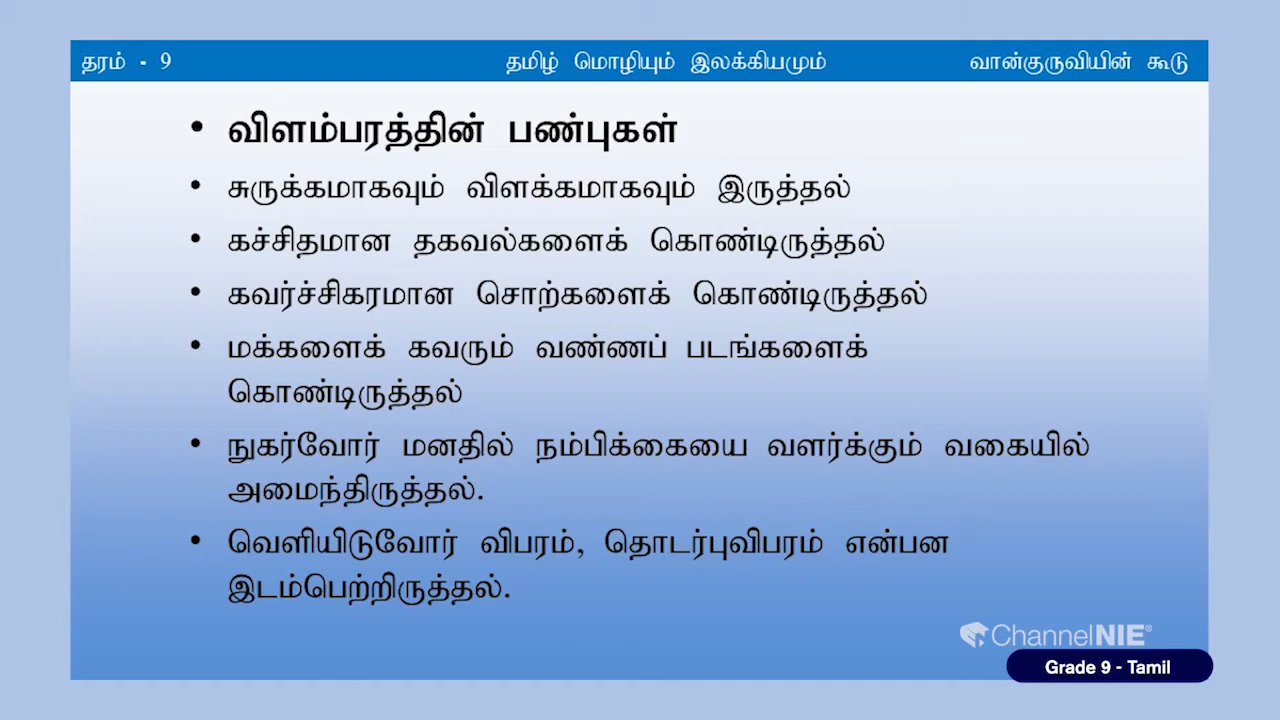 தரம் - 9 தமிழ் மொழியும் இலக்கியமும் வான்குருவியின் கூடு
• விளம்பரத்தின் பண்புகள்
• சுருக்கமாகவும் விளக்கமாகவும் இருத்தல்
• கச்சிதமான தகவல்களைக் கொண்டிருத்தல்
• கவர்ச்சிகரமான சொற்களைக் கொண்டிருத்தல்
• மக்களைக் கவரும் வண்ணப் படங்களைக்
கொண்டிருத்தல்
• நுகர்வோர் மனதில் நம்பிக்கையை வளர்க்கும் வகையில்
அமைந்திருத்தல்.
• வெளியிடுவோர் விபரம், தொடர்புவிபரம் என்பன
இடம்பெற்றிருத்தல்.
ChannelNIE®
Grade 9 - Tamil